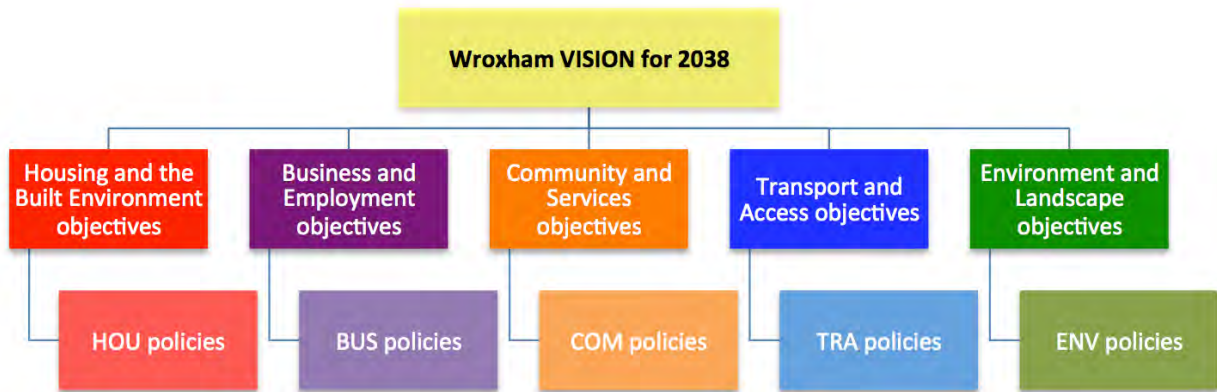 Wroxham VISION for 2038
Housing and the
Built Environment
objectives
Business and
Employment
objectives
Community and
Services
objectives
Transport and
Access objectives
Environment and
Landscape
objectives
HOU policies
BUS policies
COM policies
TRA policies
ENV policies